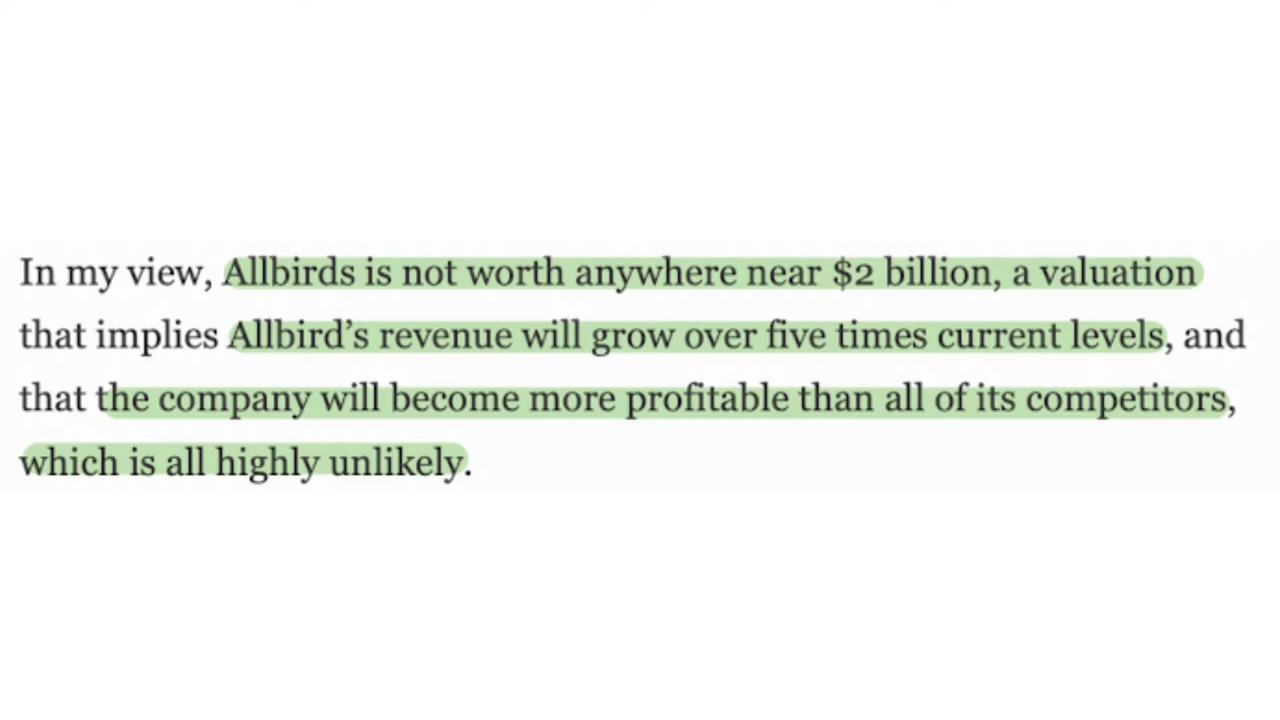 In my view, Allbirds is not worth anywhere near $2 billion, a valuation
that implies Allbird’s revenue will grow over five times current levels, and
that the company will become more profitable than all of its competitors,
which is all highly unlikely.